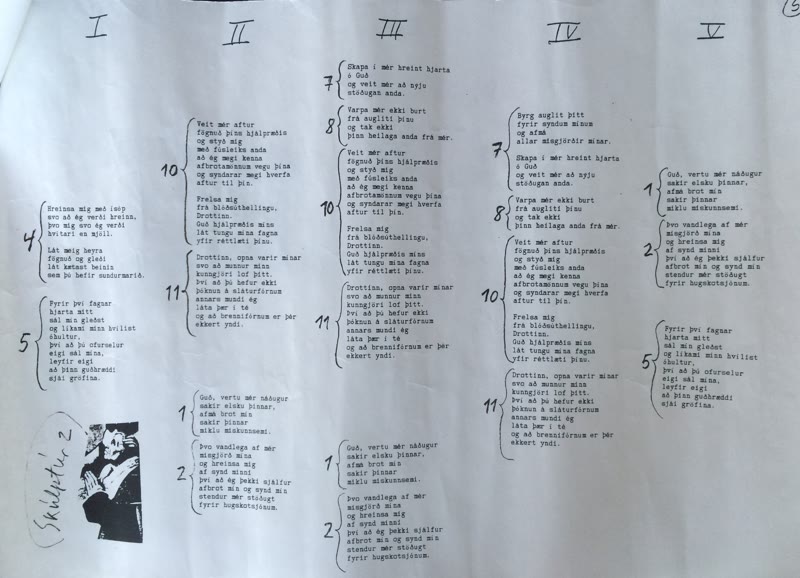 I
4
Hreinsa mig með ísóp
svo að ég verði hreinn,
þvo mig svo ég verði
hvítari en mjöll.
Lát meig heyra
fögnuð og gleði
lát kætast beinin
sem þú hefir sundurmarið.
5
Fyrir því fagnar
hjarta mitt
sál mín gleðst
og líkami minn hvílist
óhultur,
því að þú ofurselur
eigi sál mína,
leyfir eigi
að þinn guðhræddi
sjái gröfina.
Skúlptúr 2
II
10
Veit mér aftur
fögnuð þíns hjálpræðis
og styð mig
með fúsleiks anda
að ég megi kenna
afbrotamönnum vegu þína
og syndarar megi hverfa
aftur til þín.
Frelsa mig
frá blóðsúthellingu,
Drottinn.
Guð hjálpræðis míns
lát tungu mína fagna
yfir réttlæti þínu.
11
Drottinn, opna varir mínar
svo að munnur minn
kunngjöri lof þitt.
Því að þú hefur ekki
þóknun á sláturfórnum
annars mundi ég
láta þær í té
og að brennifórnum er þér
ekkert yndi.
1
Guð, vertu mér náðugur
sakir elsku þinnar,
afmá brot mín
sakir þinnar
miklu miskunnsemi.
2
Þvo vandlega af mér
misgjörð mína
og hreinsa mig
af synd minni
því að ég þekki sjálfur
afbrot mín og synd mín
stendur mér stöðugt
fyrir hugskotsjónum.
III
7
Skapa í mér hreint hjarta
ó Guð
og veit mér að nýju
stöðugan anda.
8
Varpa mér ekki burt
frá augliti þínu
og tak ekki
þinn heilaga anda frá mér.
10
Veit mér aftur
fögnuð þíns hjálpræðis
og styð mig
með fúsleiks anda
að ég megi kenna
afbrotamönnum vegu þína
og syndarar megi hverfa
aftur til þín.
Frelsa mig
frá blóðsúthellingu,
Drottinn.
Guð hjálpræðis míns
lát tungu mína fagna
yfir réttlæti þínu.
11
Drottinn, opna varir mínar
svo að munnur minn
kunngjöri lof þitt.
Því að þú hefur ekki
þóknun á sláturfórnum
annars mundi ég
láta þær í té
og að brennifórnum er þér
ekkert yndi.
1
Guð, vertu mér náðugur
sakir elsku þinnar,
afmá brot mín
sakir þinnar
miklu miskunnsemi.
2
Þvo vandlega af mér
misgjörð mína
og hreinsa mig
af synd minni
því að ég þekki sjálfur
afbrot mín og synd mín
stendur mér stöðugt
fyrir hugskotsjónum.
IV
7
Byrg auglit þitt
fyrir syndum mínum
og afmá
allar misgjörðir mínar.
Skapa í mér hreint hjarta
ó Guð
og veit mér að nýju
stöðugan anda.
8
Varpa mér ekki burt
frá augliti þínu
og tak ekki
þinn heilaga anda frá mér.
10
Veit mér aftur
fögnuð þíns hjálpræðis
og styð mig
með fúsleiks anda
að ég megi kenna
afbrotamönnum vegu þína
og syndarar megi hverfa
aftur til þín.
Frelsa mig
frá blóðsúthellingu,
Drottinn.
Guð hjálpræðis míns
lát tungu mína fagna
yfir réttlæti þínu.
11
Drottinn, opna varir mínar
svo að munnur minn
kunngjöri lof þitt.
Því að þú hefur ekki
þóknun á sláturfórnum
annars mundi ég
láta þær í té
og að brennifórnum er þér
ekkert yndi.
V
1
Guð, vertu mér náðugur
sakir elsku þinnar,
afmá brot mín
sakir þinnar
miklu miskunnsemi.
2
Þvo vandlega af mér
misgjörð mína
og hreinsa mig
af synd minni
því að ég þekki sjálfur
afbrot mín og synd mín
stendur mér stöðugt
fyrir hugskotsjónum.
5
Fyrir því fagnar
hjarta mitt
sál mín gleðst
og líkami minn hvílist
óhultur,
því að þú ofurselur
eigi sál mína,
leyfir eigi
að þinn guðhræddi
sjái gröfina.